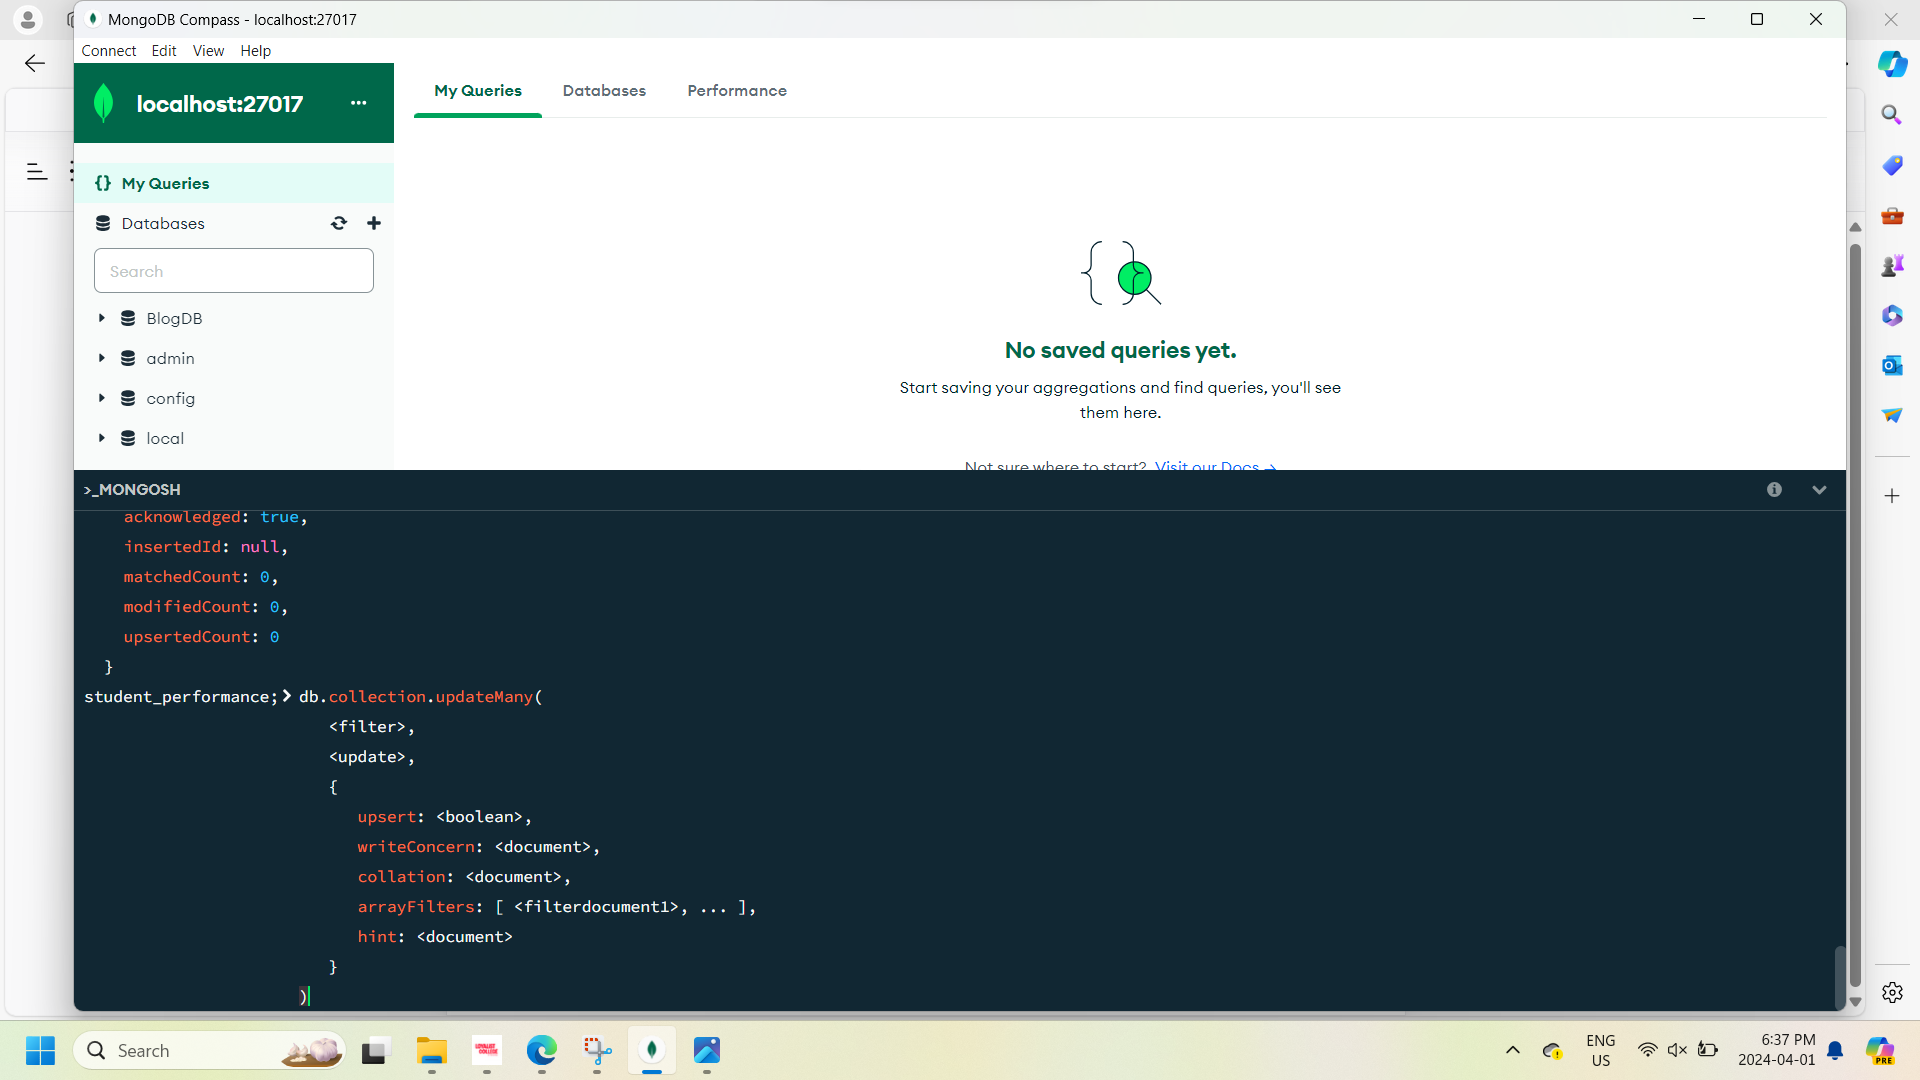 MongoDB Compass - localhost:27017
Connect Edit View Help
localhost:27017 ...
My Queries Databases Performance
{} My Queries
Databases
Search
BlogDB
admin
config
local
No saved queries yet.
Start saving your aggregations and find queries, you'll see
them here.
Not sure where to start? Visit our Docs →
>_MONGOSH
acknowledged: true,
insertedId: null,
matchedCount: 0,
modifiedCount: 0,
upsertedCount: 0
}
student_performance;> db.collection.updateMany(
<filter>,
<update>,
{
upsert: <boolean>,
writeConcern: <document>,
collation: <document>,
arrayFilters: [ <filterdocument1>, ... ],
hint: <document>
}
)
Search
LOYALIST
COLLEGE
ENG
US
6:37 PM
2024-04-01
PRE